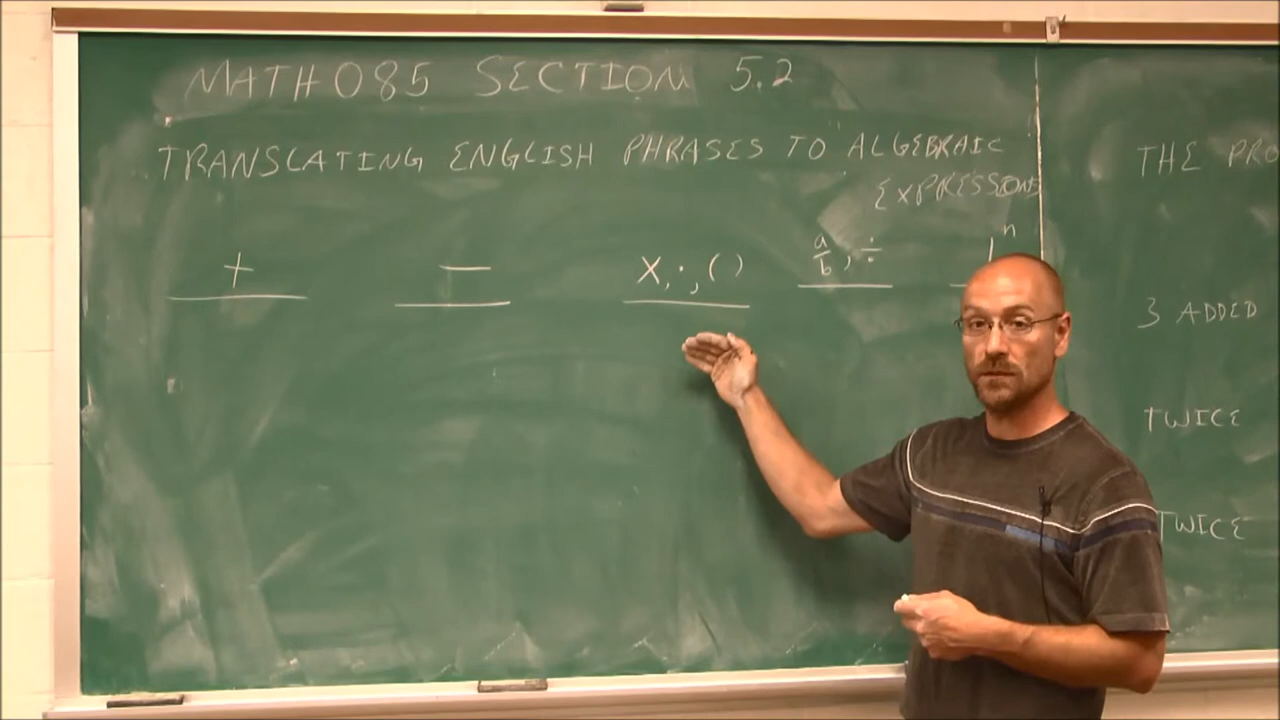 MATH 085 SECTION 5.2
TRANSLATING ENGLISH PHRASES TO ALGEBRAIC
EXPRESSIONS
+ — X, ·, ( ) a/b, ÷ n
THE PRO
3 ADDED
TWICE
TWICE